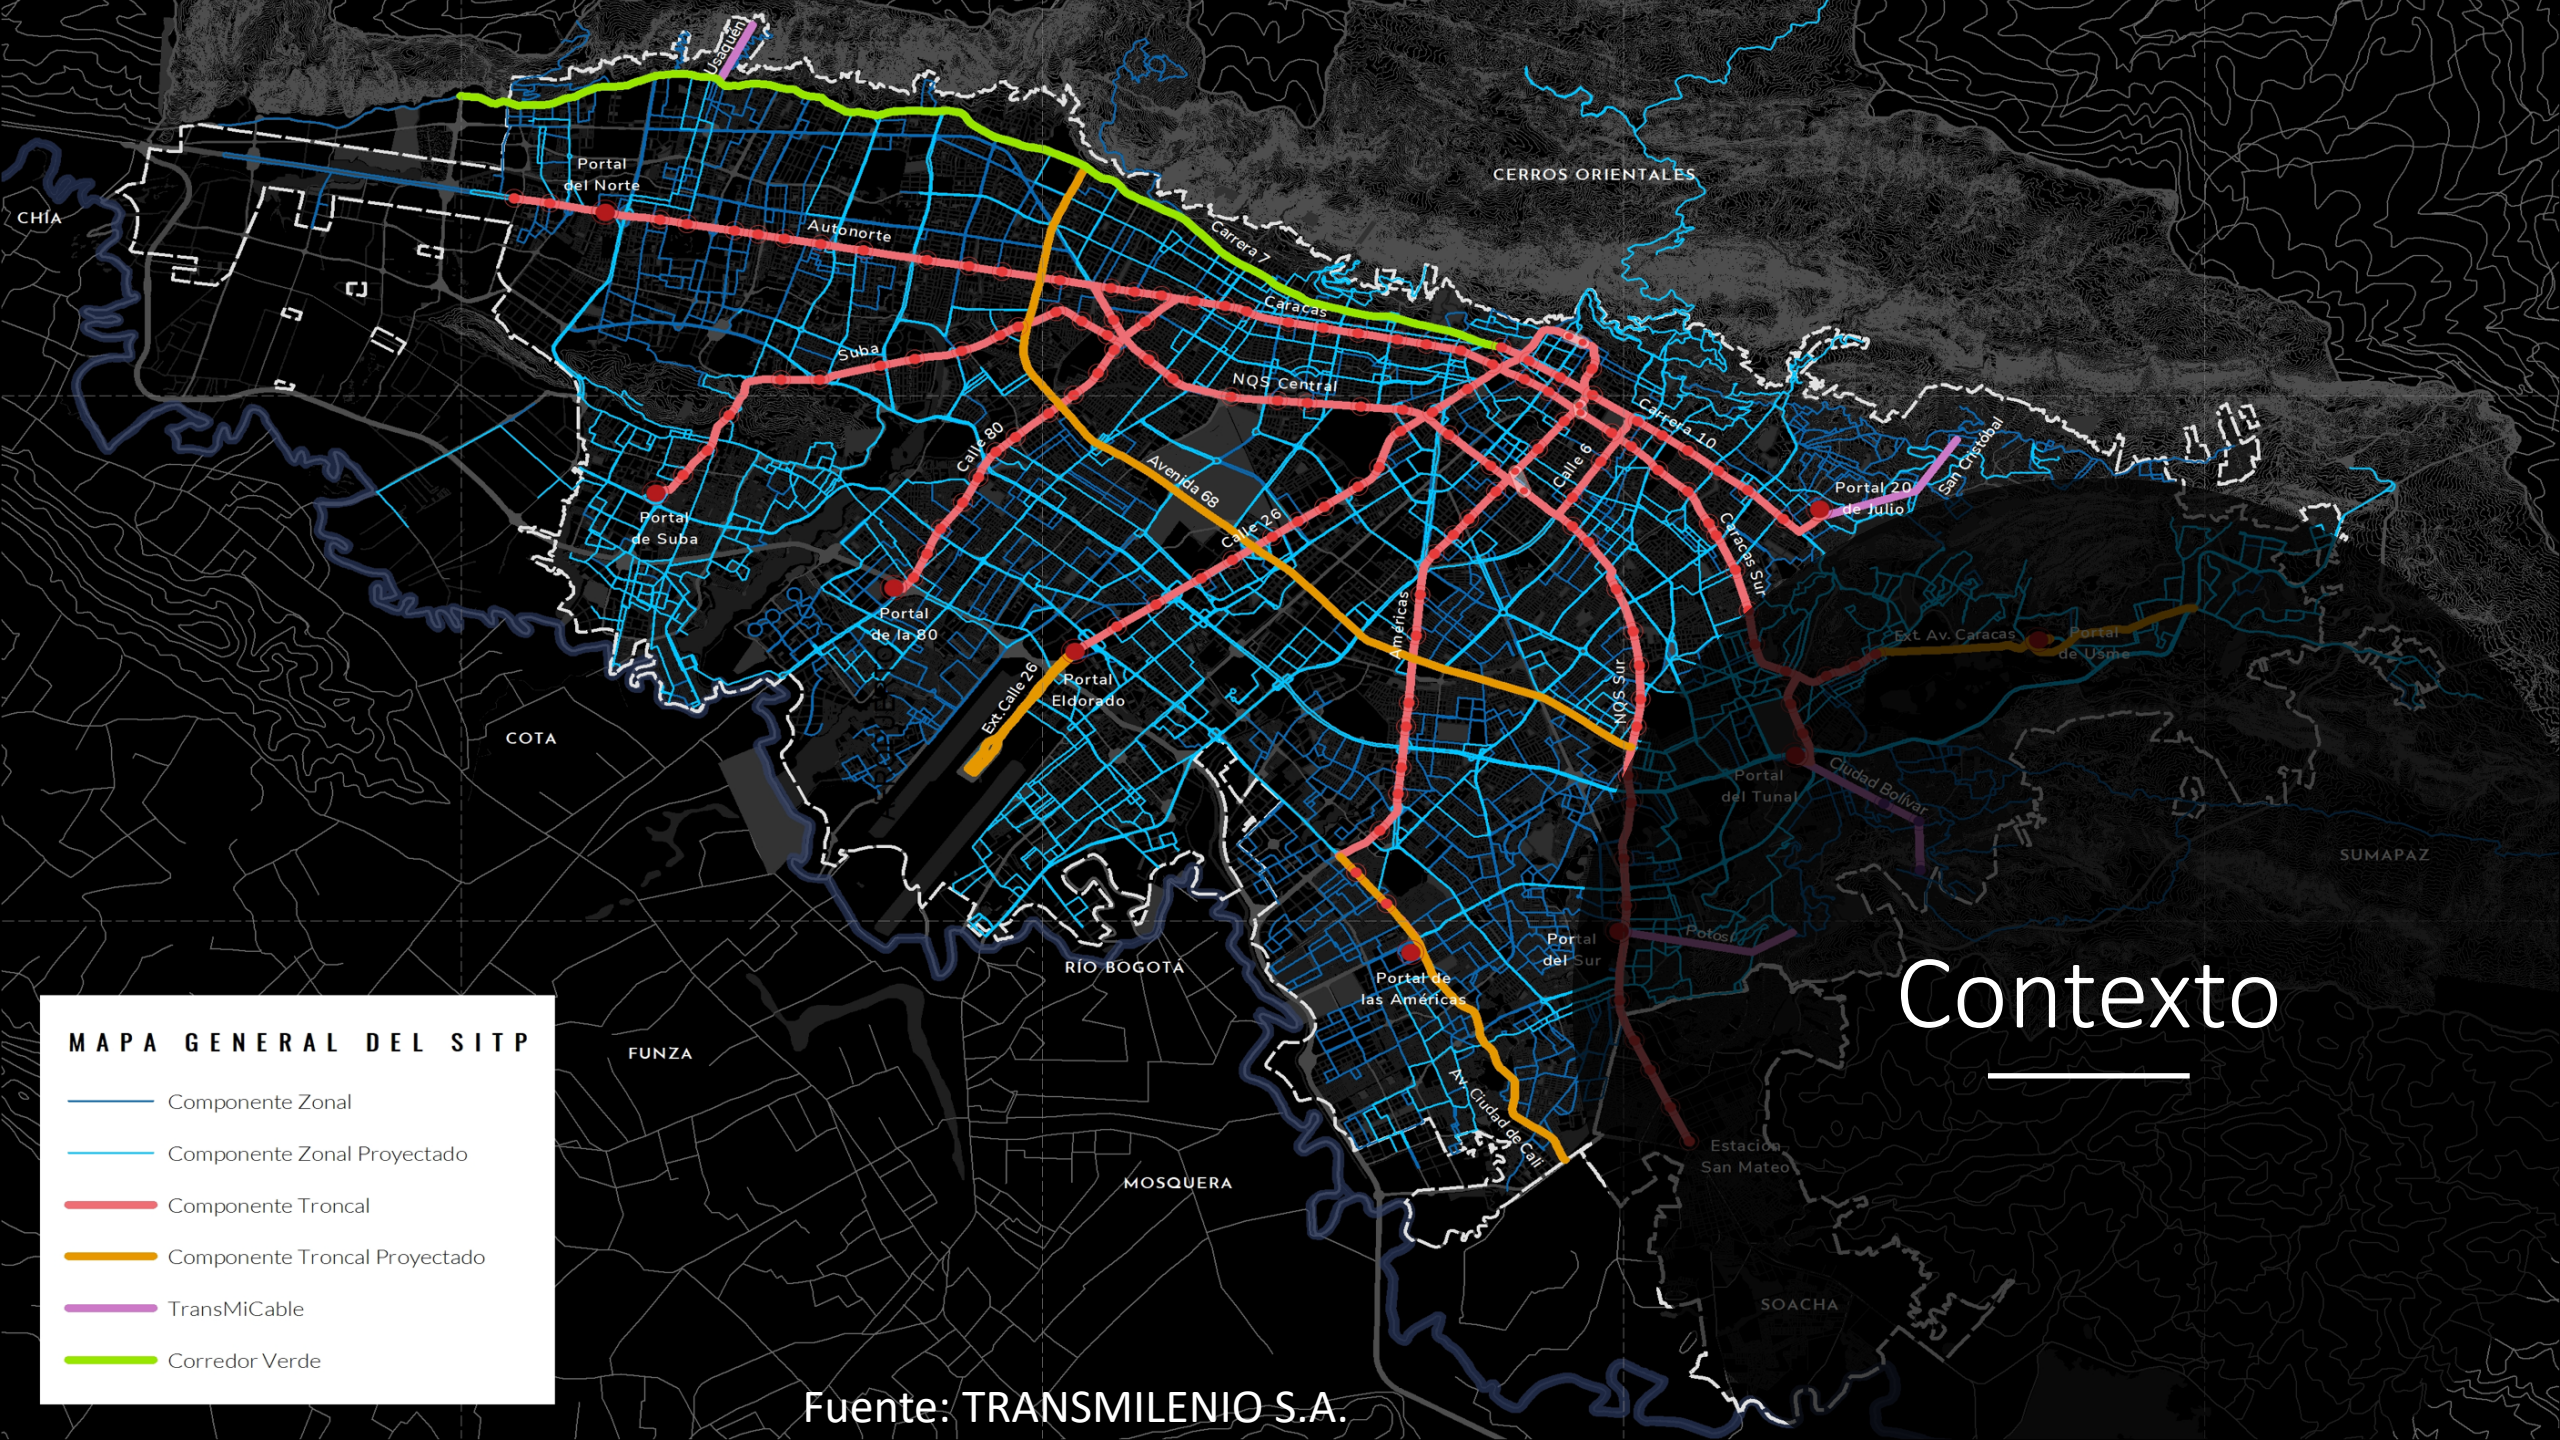 Usaquén
Portal
del Norte
CHÍA
Autonorte
CERROS ORIENTALES
Carrera 7
Caracas
Suba
NQS Central
Calle 80
Carrera 10
Calle 6
Avenida 68
Calle 26
San Cristóbal
Portal 20
de Julio
Portal
de Suba
Caracas Sur
Portal
de la 80
Américas
Ext. Av. Caracas
Portal
de Usme
Ext. Calle 26
Portal
Eldorado
NQS Sur
COTA
Portal
del Tunal
Ciudad Bolívar
SUMAPAZ
Potosí
Portal
del Sur
RÍO BOGOTÁ
Portal de
las Américas
Contexto
FUNZA
Av. Ciudad de Cali
Estación
San Mateo
MOSQUERA
SOACHA
MAPA GENERAL DEL SITP
Componente Zonal
Componente Zonal Proyectado
Componente Troncal
Componente Troncal Proyectado
TransMiCable
Corredor Verde
Fuente: TRANSMILENIO S.A.